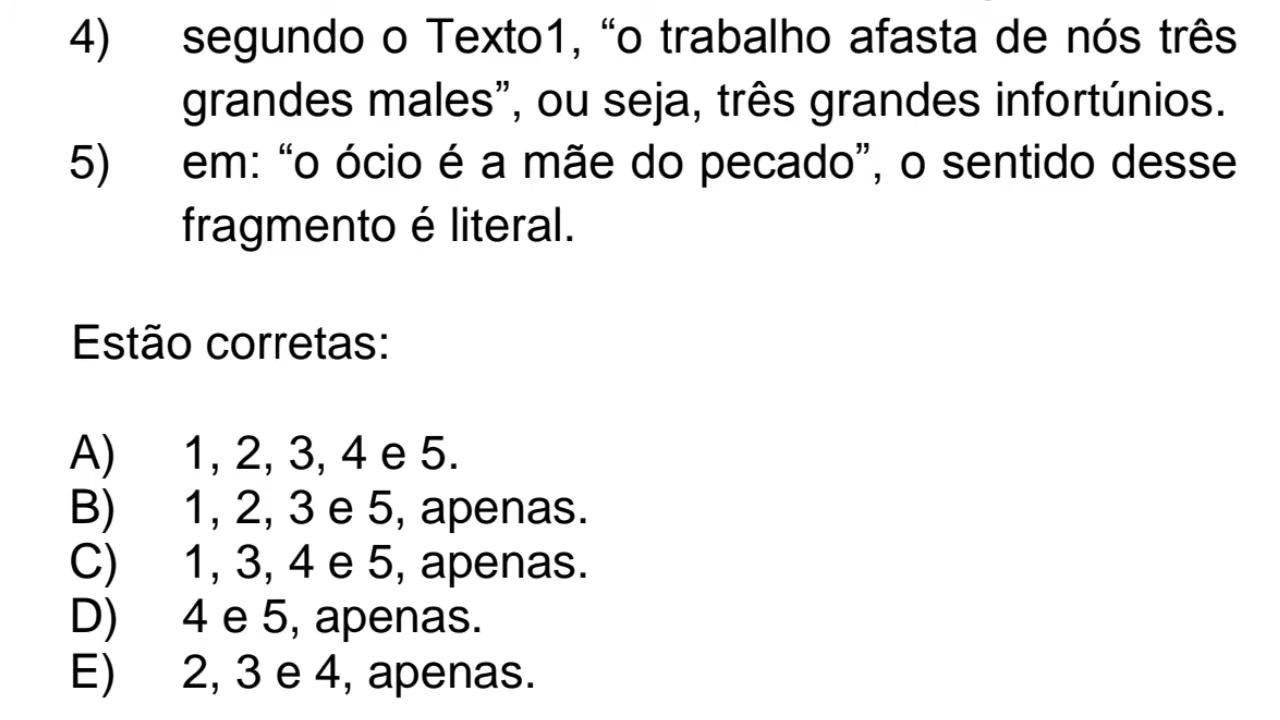 4) segundo o Texto1, “o trabalho afasta de nós três
grandes males”, ou seja, três grandes infortúnios.
5) em: “o ócio é a mãe do pecado”, o sentido desse
fragmento é literal.
Estão corretas:
A) 1, 2, 3, 4 e 5.
B) 1, 2, 3 e 5, apenas.
C) 1, 3, 4 e 5, apenas.
D) 4 e 5, apenas.
E) 2, 3 e 4, apenas.